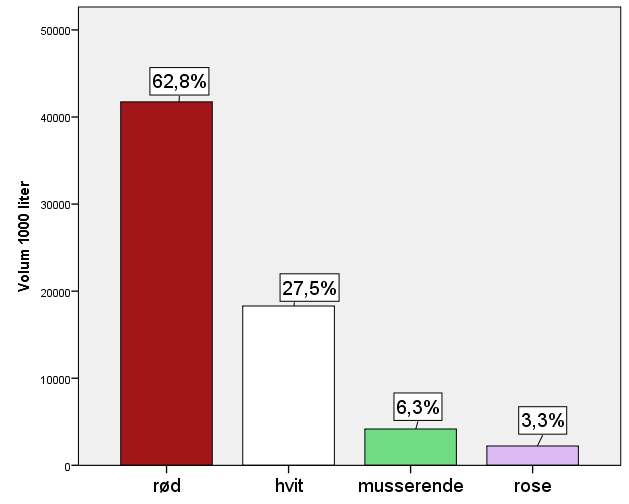 50000
40000
30000
20000
10000
0
Volum 1000 liter
62,8%
27,5%
6,3%
3,3%
rød
hvit
musserende
rose